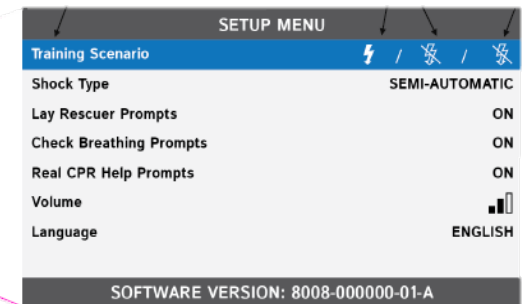 SETUP MENU
Training Scenario / /
Shock Type SEMI-AUTOMATIC
Lay Rescuer Prompts ON
Check Breathing Prompts ON
Real CPR Help Prompts ON
Volume
Language ENGLISH
SOFTWARE VERSION: 8008-000000-01-A